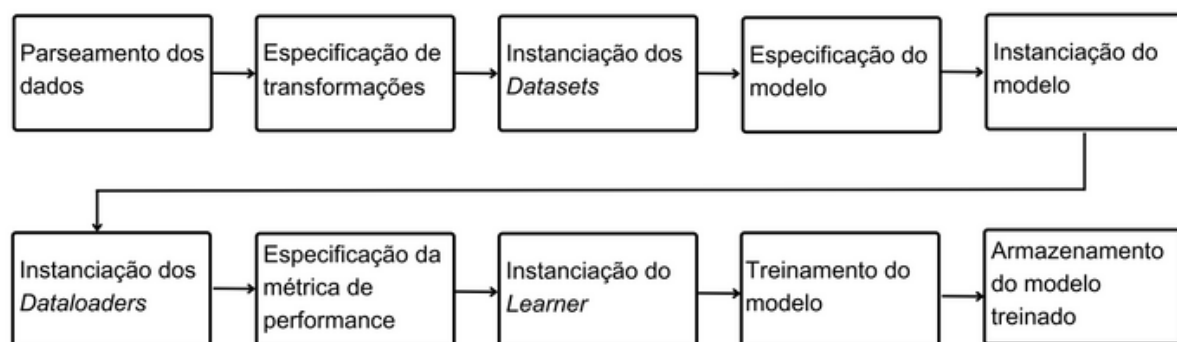 Parseamento dos
dados
Especificação de
transformações
Instanciação dos
Datasets
Especificação do
modelo
Instanciação do
modelo
Instanciação dos
Dataloaders
Especificação da
métrica de
performance
Instanciação do
Learner
Treinamento do
modelo
Armazenamento
do modelo
treinado